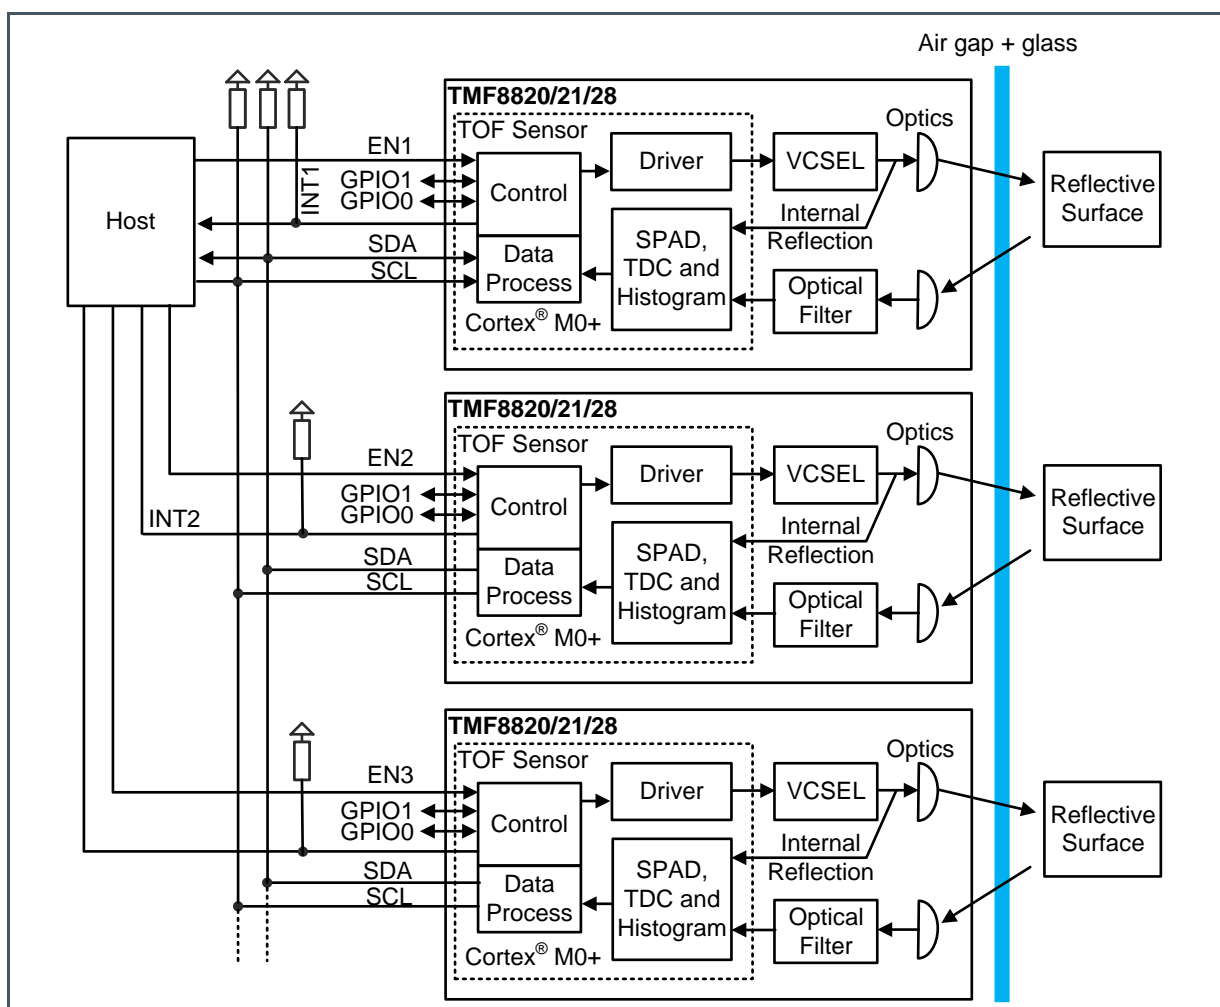 Air gap + glass
TMF8820/21/28
TOF Sensor
Optics
EN1
GPIO1
GPIO0
INT1
Control
Driver
VCSEL
Reflective
Surface
Host
Internal
Reflection
SDA
SCL
Data
Process
SPAD,
TDC and
Histogram
Optical
Filter
Cortex® M0+
TMF8820/21/28
TOF Sensor
Optics
EN2
GPIO1
GPIO0
INT2
Control
Driver
VCSEL
Reflective
Surface
Internal
Reflection
SDA
SCL
Data
Process
SPAD,
TDC and
Histogram
Optical
Filter
Cortex® M0+
TMF8820/21/28
TOF Sensor
Optics
EN3
GPIO1
GPIO0
Control
Driver
VCSEL
Reflective
Surface
Internal
Reflection
SDA
SCL
Data
Process
SPAD,
TDC and
Histogram
Optical
Filter
Cortex® M0+